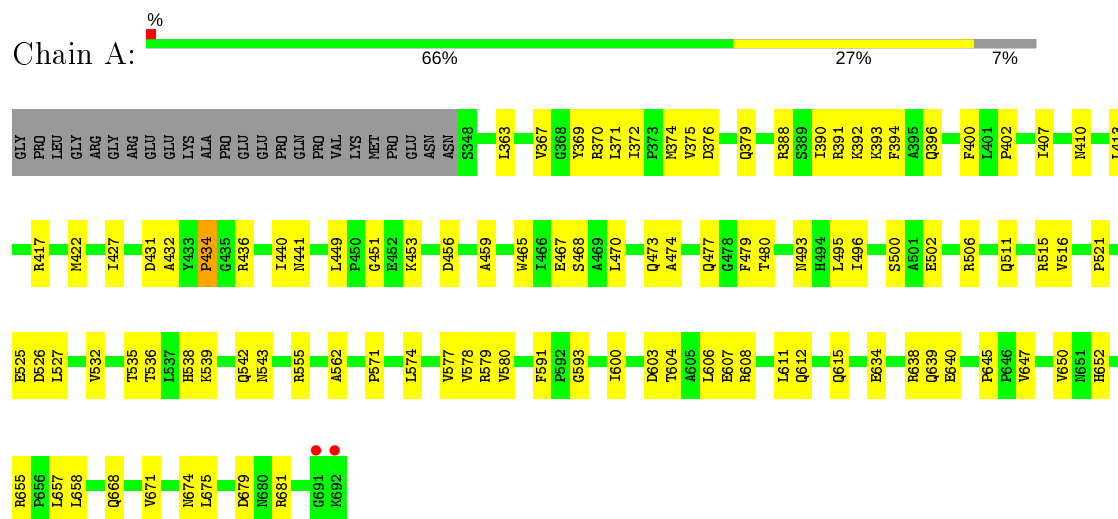 %
Chain A:
66% 27% 7%
GLY PRO LEU GLY ARG GLY ARG GLU GLU LYS ALA PRO GLU GLU PRO GLN PRO VAL LYS MET PRO GLU ASN ASN S348 L363 V367 G368 Y369 R370 L371 I372 P373 M374 V375 D376 Q379 R388 S389 I390 R391 K392 K393 F394 A395 Q396 F400 L401 P402 I407 N410
R417 M422 I427 D431 A432 Y433 P434 G435 R436 I440 N441 L449 P450 G451 E452 K453 D456 A459 W465 I466 E467 S468 A469 L470 Q473 A474 Q477 G478 F479 T480 N493 H494 L495 I496 S500 A501 E502 R506 Q511 R515 V516 P521
E525 D526 L527 V532 T535 T536 L537 H538 K539 Q542 N543 R555 A562 P571 L574 V577 V578 R579 V580 F591 P592 G593 I600 D603 T604 A605 L606 E607 R608 L611 Q612 Q615 E634 R638 Q639 E640 P645 P646 V647 V650 N651 H652
R655 P656 L657 L658 Q668 V671 N674 L675 D679 N680 R681 G691 K692